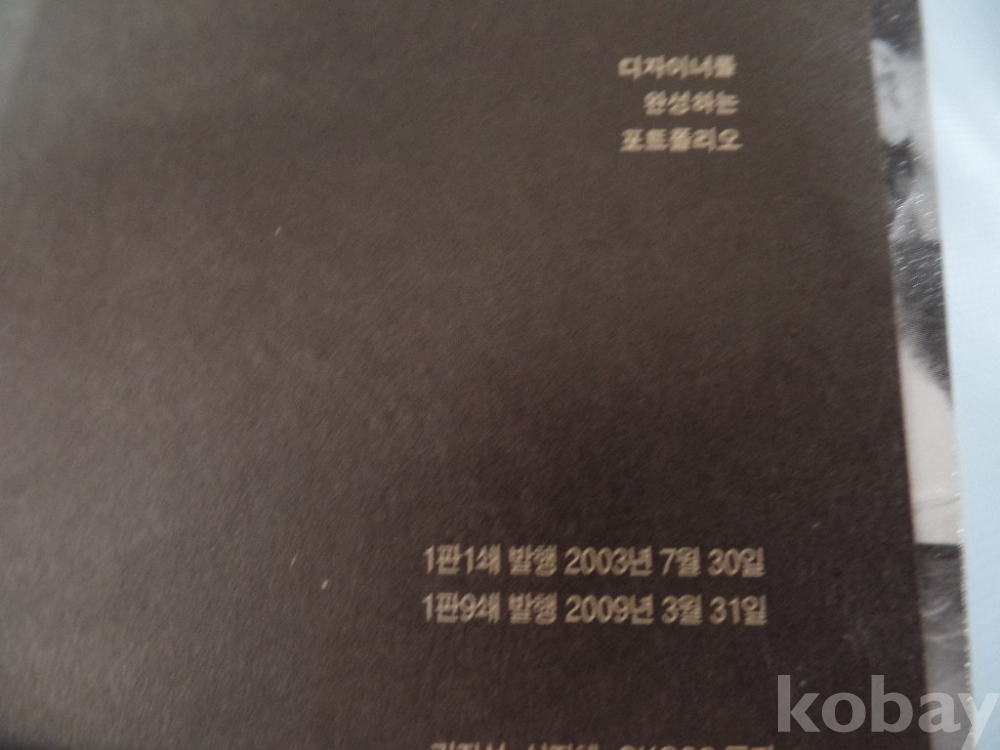 디자이너를
완성하는
포트폴리오
1판1쇄 발행 2003년 7월 30일
1판9쇄 발행 2009년 3월 31일
kobay